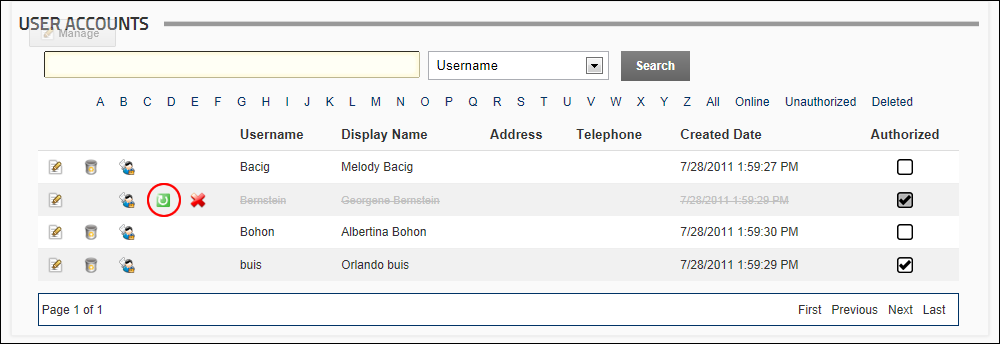 USER ACCOUNTS
Manage
Username Search
A B C D E F G H I J K L M N O P Q R S T U V W X Y Z All Online Unauthorized Deleted
Username Display Name Address Telephone Created Date Authorized
Bacig Melody Bacig 7/28/2011 1:59:27 PM
Bernstein Georgene Bernstein 7/28/2011 1:59:29 PM
Bohon Albertina Bohon 7/28/2011 1:59:30 PM
buis Orlando buis 7/28/2011 1:59:29 PM
Page 1 of 1 First Previous Next Last